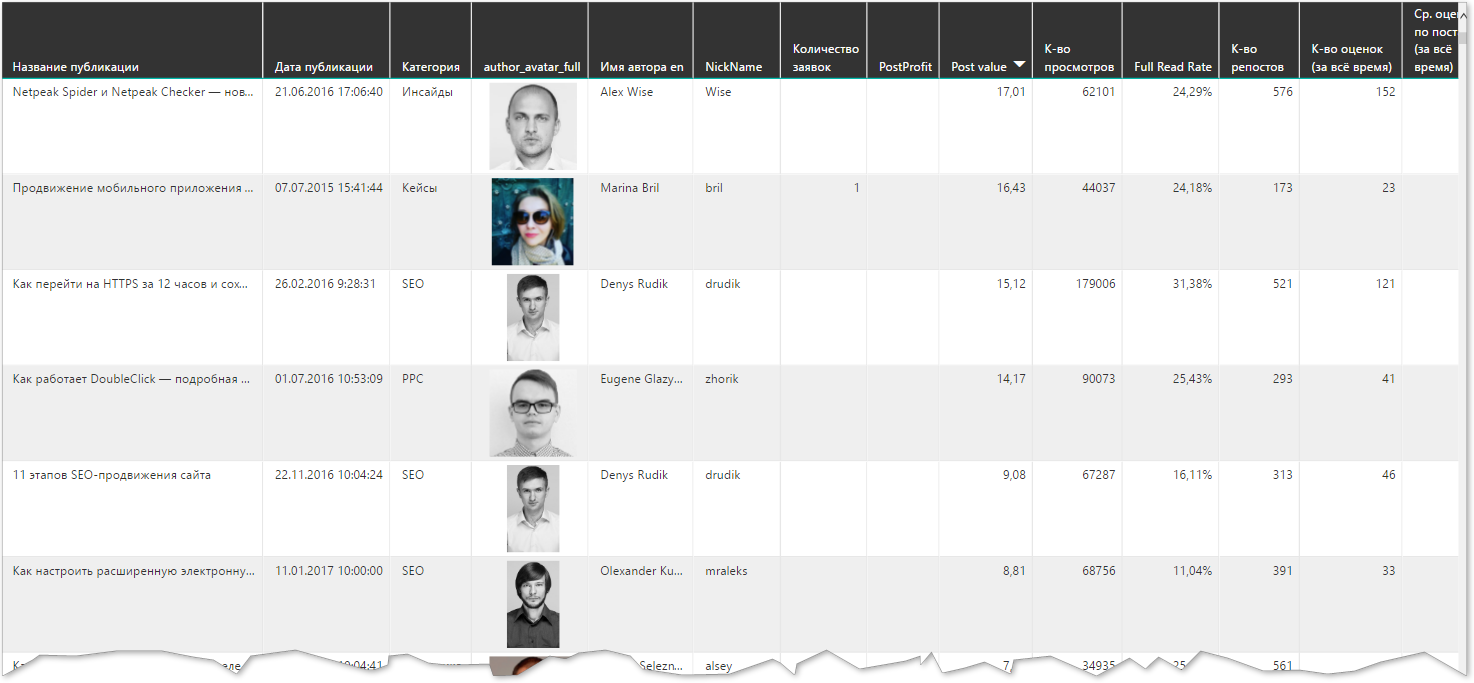 Название публикации Дата публикации Категория author_avatar_full Имя автора en NickName Количество заявок PostProfit Post value К-во просмотров Full Read Rate К-во репостов К-во оценок (за всё время) Ср. оце по пост (за всё время)
Netpeak Spider и Netpeak Checker — нов... 21.06.2016 17:06:40 Инсайды Alex Wise Wise 17,01 62101 24,29% 576 152
Продвижение мобильного приложения ... 07.07.2015 15:41:44 Кейсы Marina Bril bril 1 16,43 44037 24,18% 173 23
Как перейти на HTTPS за 12 часов и сох... 26.02.2016 9:28:31 SEO Denys Rudik drudik 15,12 179006 31,38% 521 121
Как работает DoubleClick — подробная ... 01.07.2016 10:53:09 PPC Eugene Glazy... zhorik 14,17 90073 25,43% 293 41
11 этапов SEO-продвижения сайта 22.11.2016 10:04:24 SEO Denys Rudik drudik 9,08 67287 16,11% 313 46
Как настроить расширенную электронну... 11.01.2017 10:00:00 SEO Olexander Ku... mraleks 8,81 68756 11,04% 391 33
Selezn... alsey 34935 561